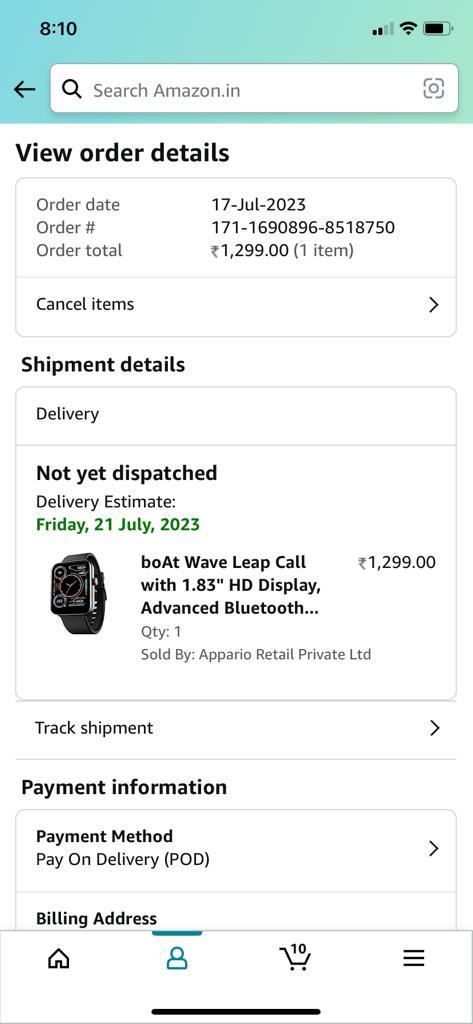 8:10
Search Amazon.in
View order details
Order date 17-Jul-2023
Order # 171-1690896-8518750
Order total ₹1,299.00 (1 item)
Cancel items
Shipment details
Delivery
Not yet dispatched
Delivery Estimate:
Friday, 21 July, 2023
boAt Wave Leap Call ₹1,299.00
with 1.83" HD Display,
Advanced Bluetooth...
Qty: 1
Sold By: Appario Retail Private Ltd
Track shipment
Payment information
Payment Method
Pay On Delivery (POD)
Billing Address
10